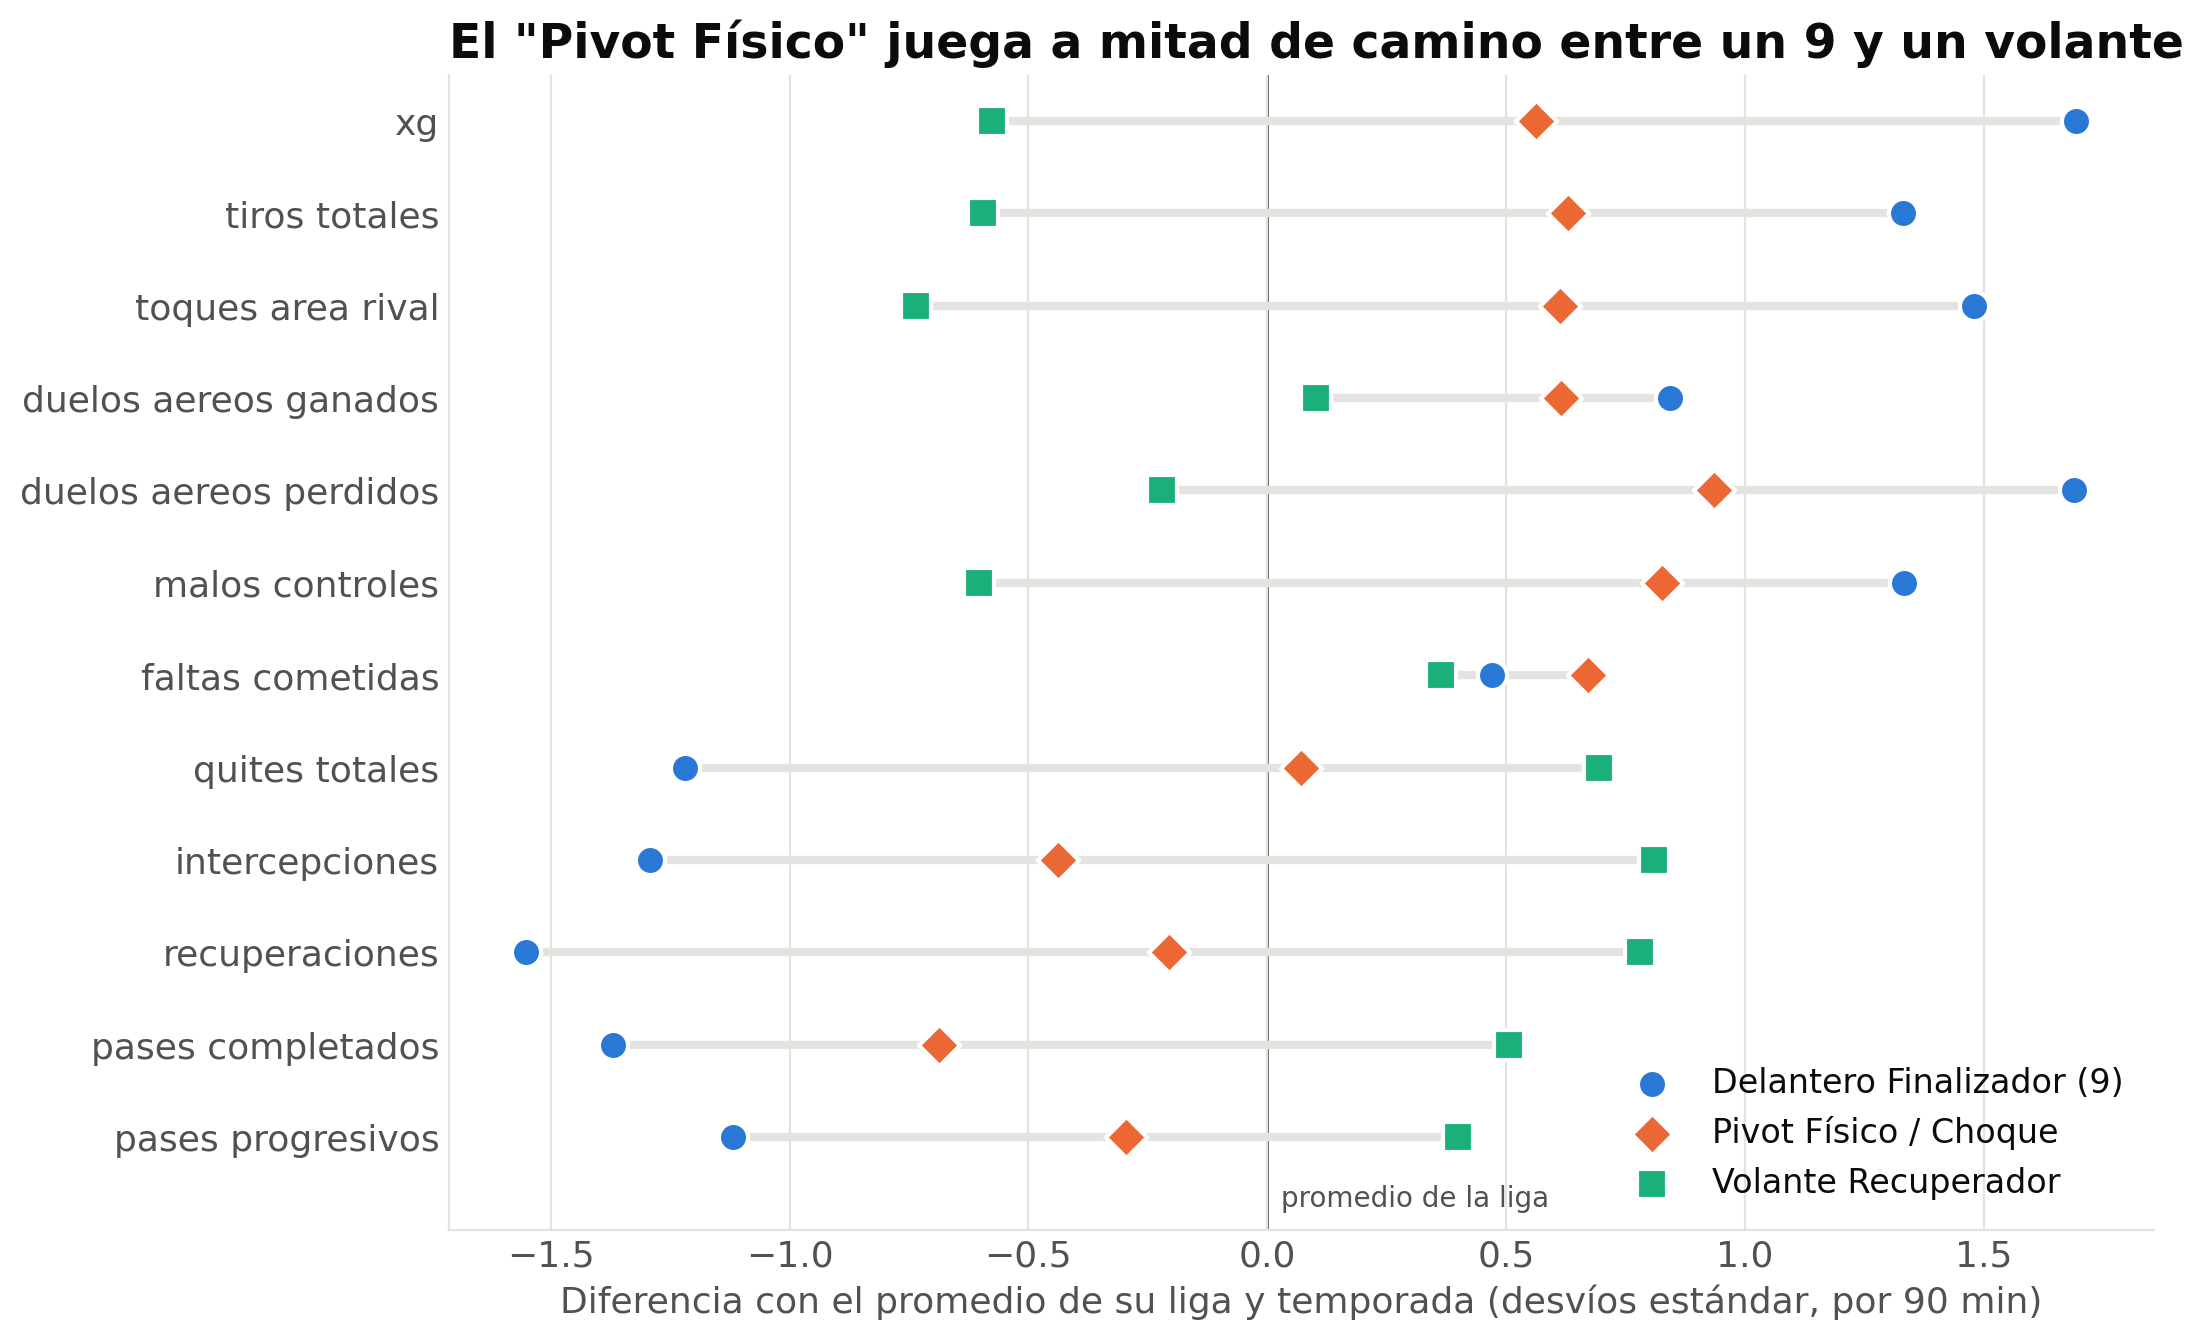 El "Pivot Físico" juega a mitad de camino entre un 9 y un volante
xg
tiros totales
toques area rival
duelos aereos ganados
duelos aereos perdidos
malos controles
faltas cometidas
quites totales
intercepciones
recuperaciones
pases completados
pases progresivos
Delantero Finalizador (9)
Pivot Físico / Choque
Volante Recuperador
promedio de la liga
−1.5 −1.0 −0.5 0.0 0.5 1.0 1.5
Diferencia con el promedio de su liga y temporada (desvíos estándar, por 90 min)